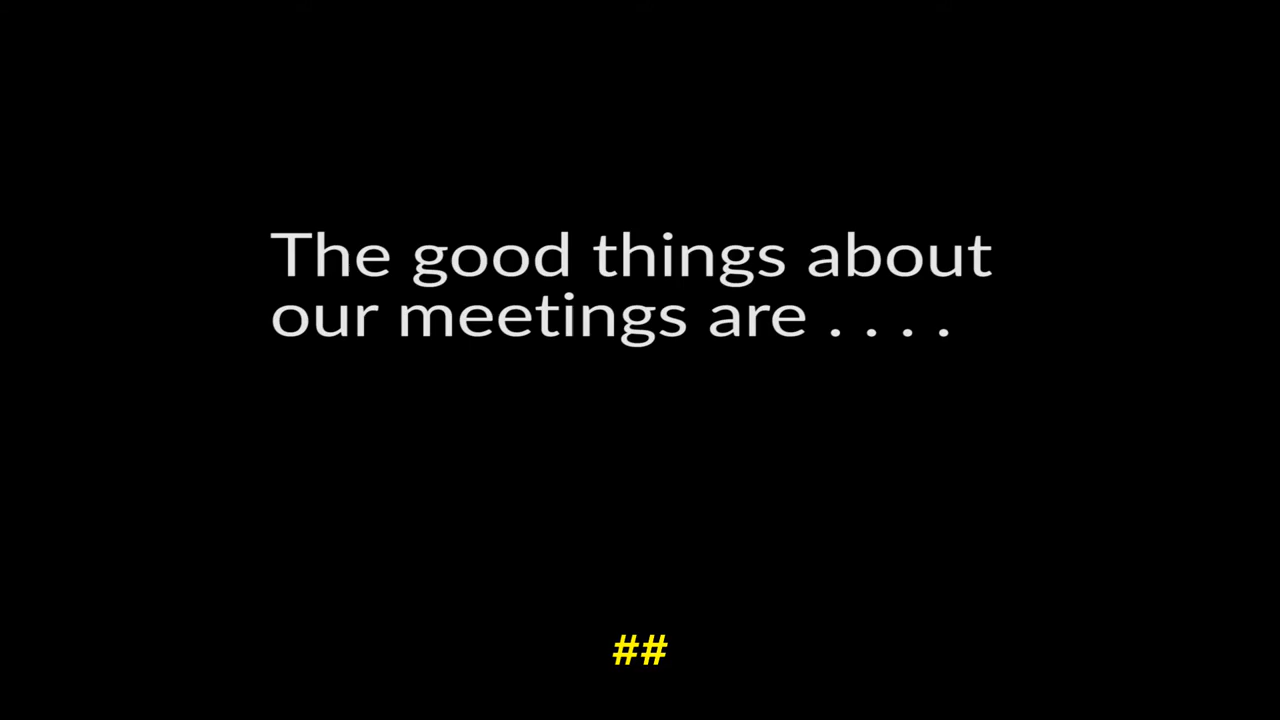 The good things about
our meetings are . . . .
##